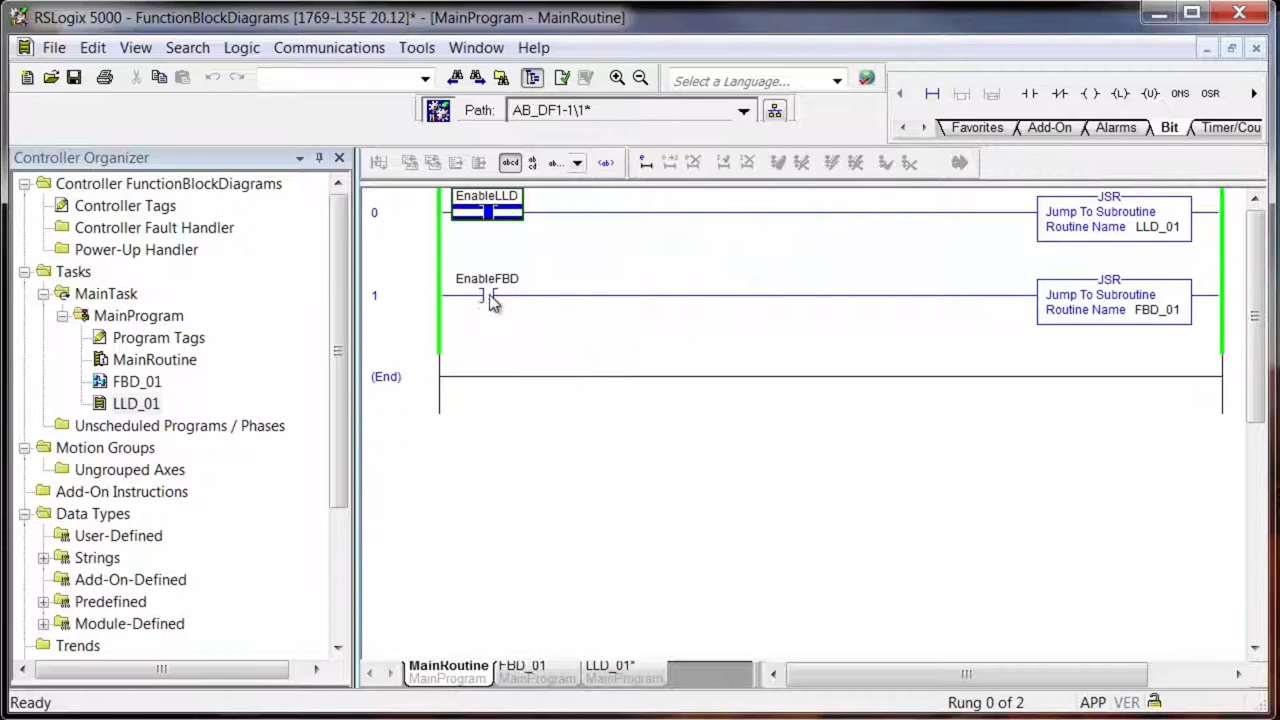 RSLogix 5000 - FunctionBlockDiagrams [1769-L35E 20.12]* - [MainProgram - MainRoutine]
File Edit View Search Logic Communications Tools Window Help
Select a Language...
Path: AB_DF1-1\1*
ONS OSR
Favorites Add-On Alarms Bit Timer/Cou
Controller Organizer
Controller FunctionBlockDiagrams
Controller Tags
Controller Fault Handler
Power-Up Handler
Tasks
MainTask
MainProgram
Program Tags
MainRoutine
FBD_01
LLD_01
Unscheduled Programs / Phases
Motion Groups
Ungrouped Axes
Add-On Instructions
Data Types
User-Defined
Strings
Add-On-Defined
Predefined
Module-Defined
Trends
abcd ab cd ab... <ab>
0
EnableLLD
JSR
Jump To Subroutine
Routine Name LLD_01
1
EnableFBD
JSR
Jump To Subroutine
Routine Name FBD_01
(End)
MainRoutine FBD_01 LLD_01*
MainProgram MainProgram MainProgram
Ready
Rung 0 of 2 APP VER